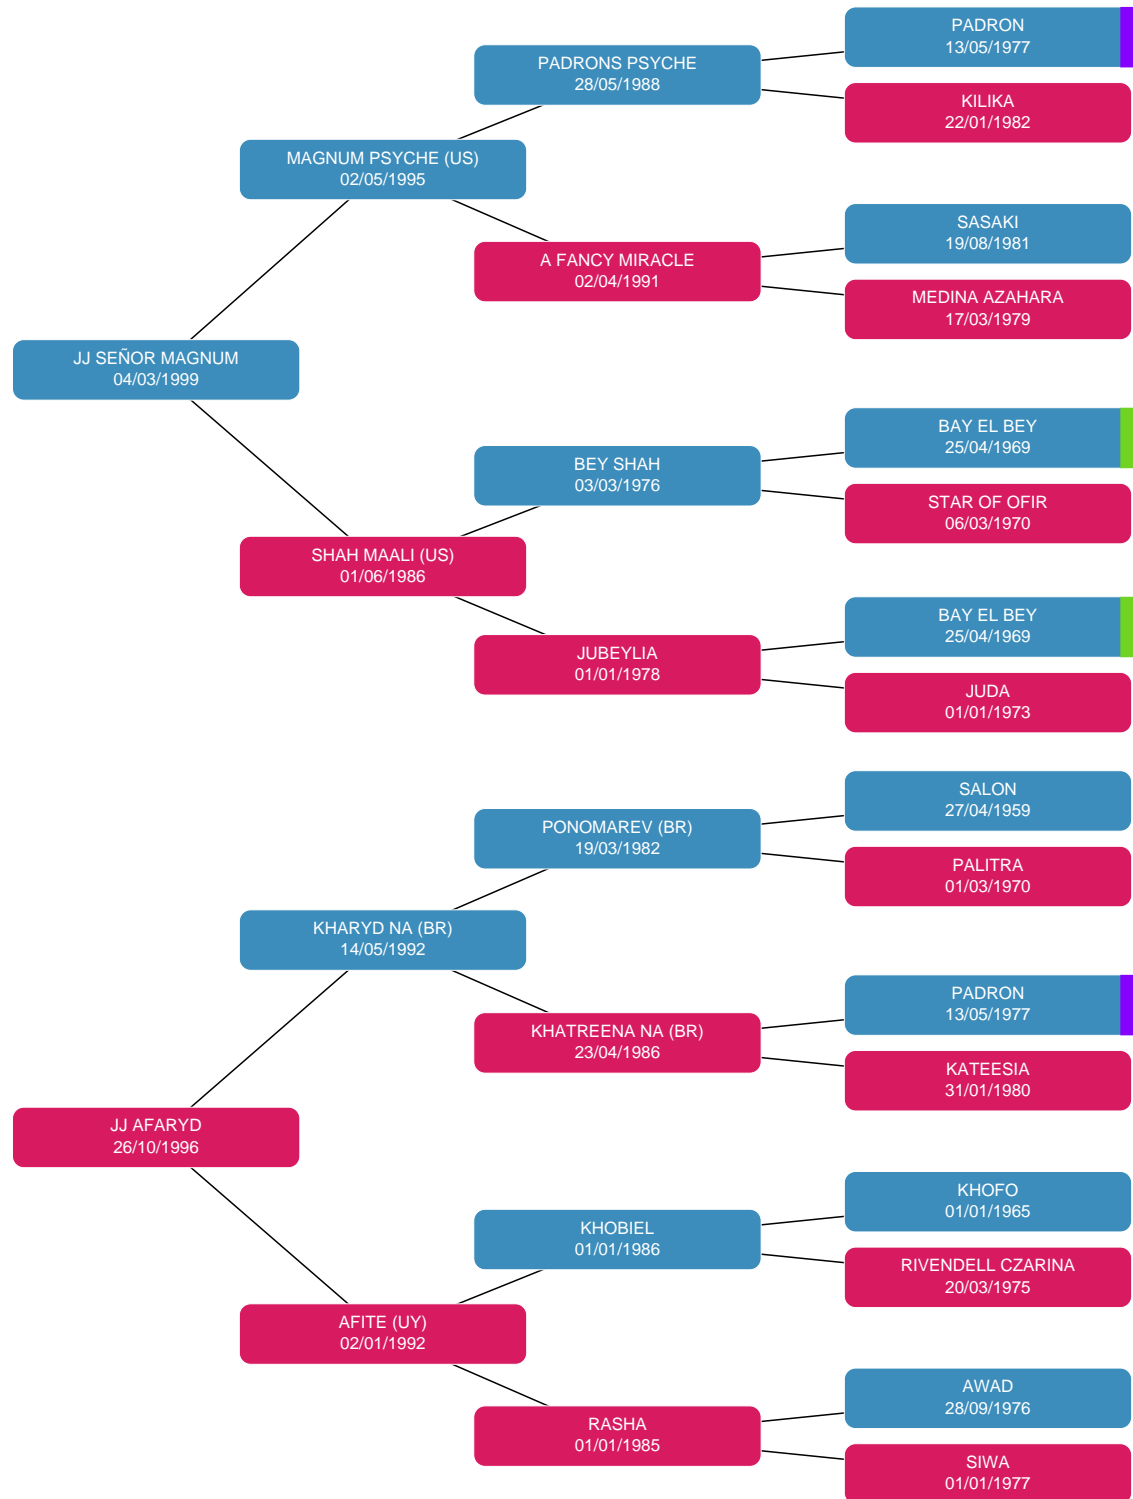 PADRON
13/05/1977
PADRONS PSYCHE
28/05/1988
KILIKA
22/01/1982
MAGNUM PSYCHE (US)
02/05/1995
SASAKI
19/08/1981
A FANCY MIRACLE
02/04/1991
MEDINA AZAHARA
17/03/1979
JJ SEÑOR MAGNUM
04/03/1999
BAY EL BEY
25/04/1969
BEY SHAH
03/03/1976
STAR OF OFIR
06/03/1970
SHAH MAALI (US)
01/06/1986
BAY EL BEY
25/04/1969
JUBEYLIA
01/01/1978
JUDA
01/01/1973
SALON
27/04/1959
PONOMAREV (BR)
19/03/1982
PALITRA
01/03/1970
KHARYD NA (BR)
14/05/1992
PADRON
13/05/1977
KHATREENA NA (BR)
23/04/1986
KATEESIA
31/01/1980
JJ AFARYD
26/10/1996
KHOFO
01/01/1965
KHOBIEL
01/01/1986
RIVENDELL CZARINA
20/03/1975
AFITE (UY)
02/01/1992
AWAD
28/09/1976
RASHA
01/01/1985
SIWA
01/01/1977